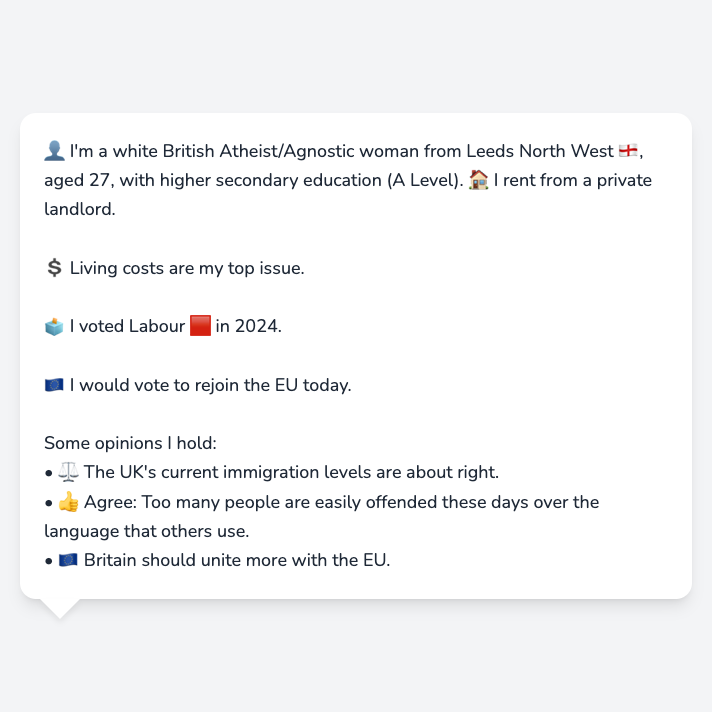 👤 I'm a white British Atheist/Agnostic woman from Leeds North West 🏴󠁧󠁢󠁥󠁮󠁧󠁿,
aged 27, with higher secondary education (A Level). 🏠 I rent from a private
landlord.
💲 Living costs are my top issue.
🗳️ I voted Labour 🟥 in 2024.
🇪🇺 I would vote to rejoin the EU today.
Some opinions I hold:
• ⚖️ The UK's current immigration levels are about right.
• 👍 Agree: Too many people are easily offended these days over the
language that others use.
• 🇪🇺 Britain should unite more with the EU.